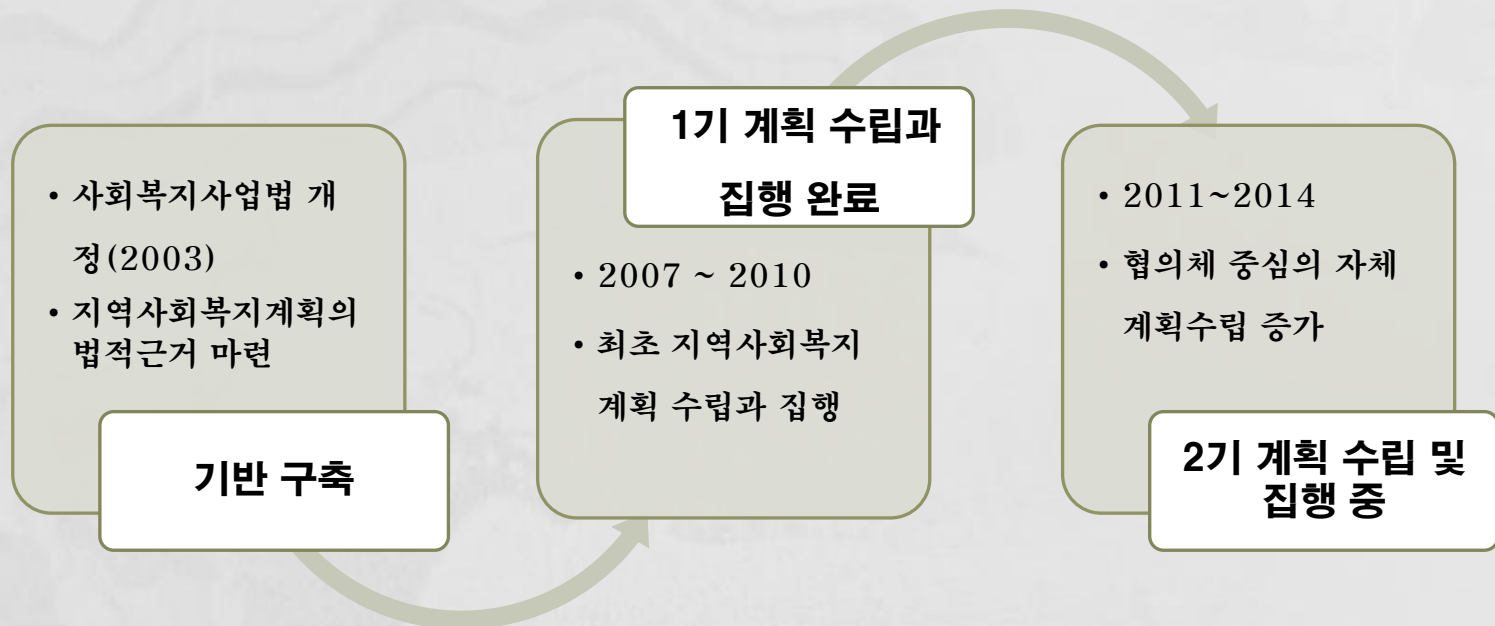 • 사회복지사업법 개
정(2003)
• 지역사회복지계획의
법적근거 마련
기반 구축
1기 계획 수립과
집행 완료
• 2007 ~ 2010
• 최초 지역사회복지
계획 수립과 집행
• 2011~2014
• 협의체 중심의 자체
계획수립 증가
2기 계획 수립 및
집행 중